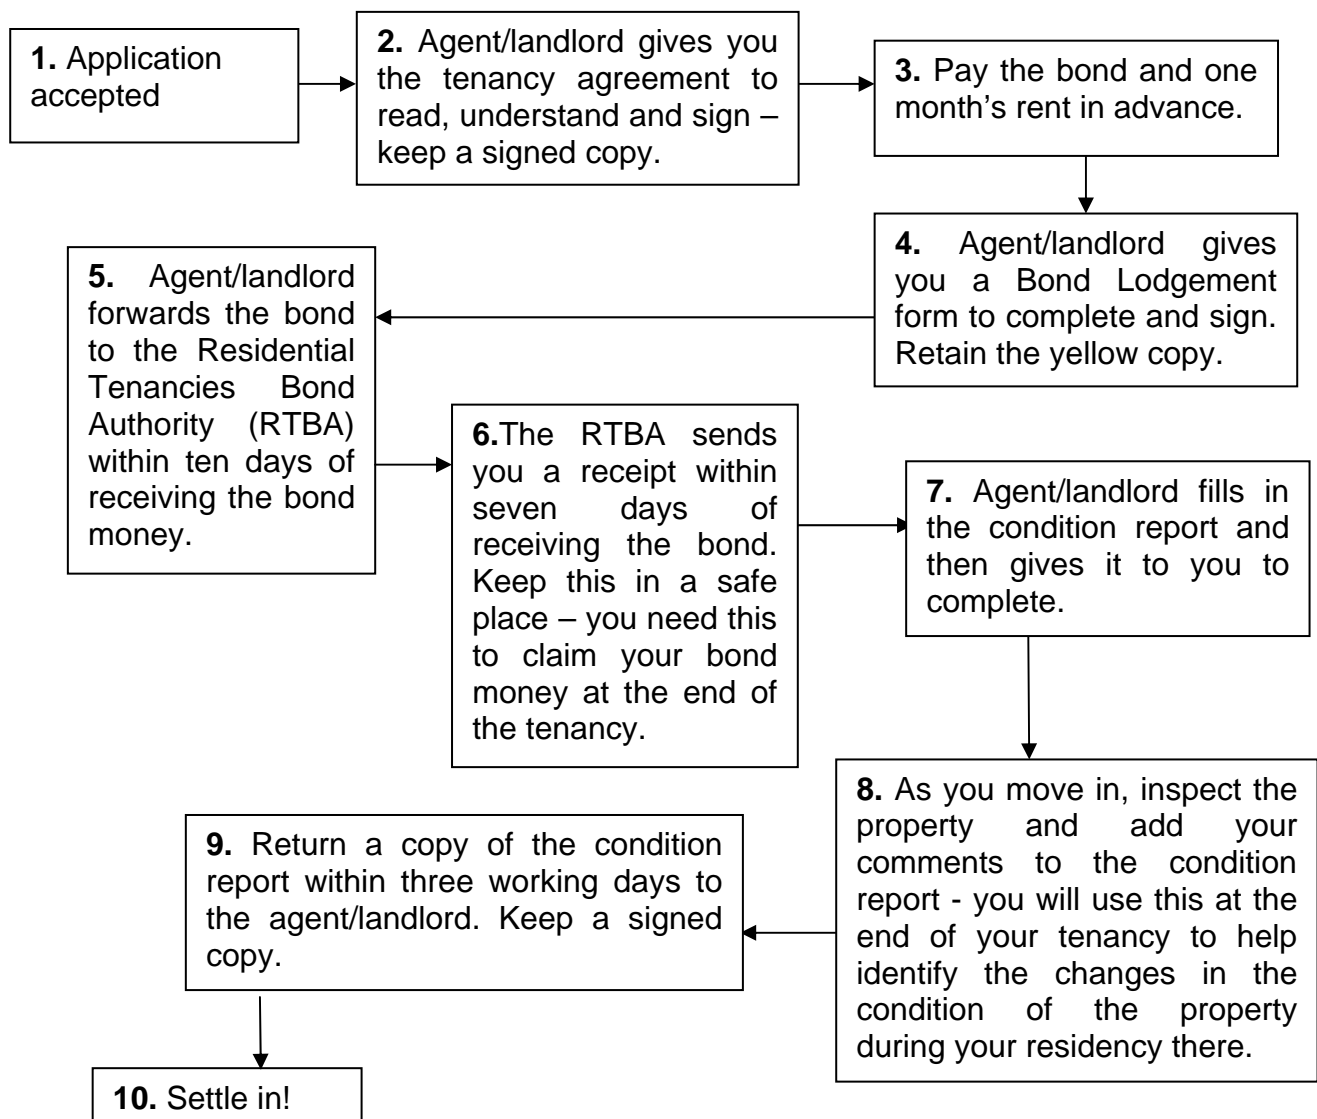 1. Application
accepted
2. Agent/landlord gives you
the tenancy agreement to
read, understand and sign –
keep a signed copy.
3. Pay the bond and one
month’s rent in advance.
4. Agent/landlord gives
you a Bond Lodgement
form to complete and sign.
Retain the yellow copy.
5. Agent/landlord
forwards the bond
to the Residential
Tenancies Bond
Authority (RTBA)
within ten days of
receiving the bond
money.
6.The RTBA sends
you a receipt within
seven days of
receiving the bond.
Keep this in a safe
place – you need this
to claim your bond
money at the end of
the tenancy.
7. Agent/landlord fills in
the condition report and
then gives it to you to
complete.
8. As you move in, inspect the
property and add your
comments to the condition
report - you will use this at the
end of your tenancy to help
identify the changes in the
condition of the property
during your residency there.
9. Return a copy of the condition
report within three working days to
the agent/landlord. Keep a signed
copy.
10. Settle in!